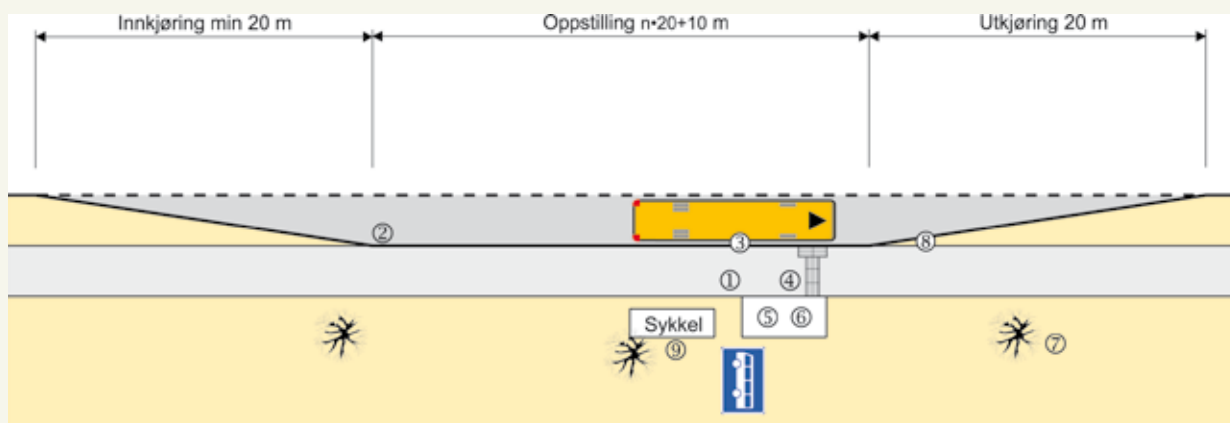 Innkjøring min 20 m
Oppstilling n•20+10 m
Utkjøring 20 m
②
③
⑧
①
④
⑤
⑥
Sykkel
⑨
⑦